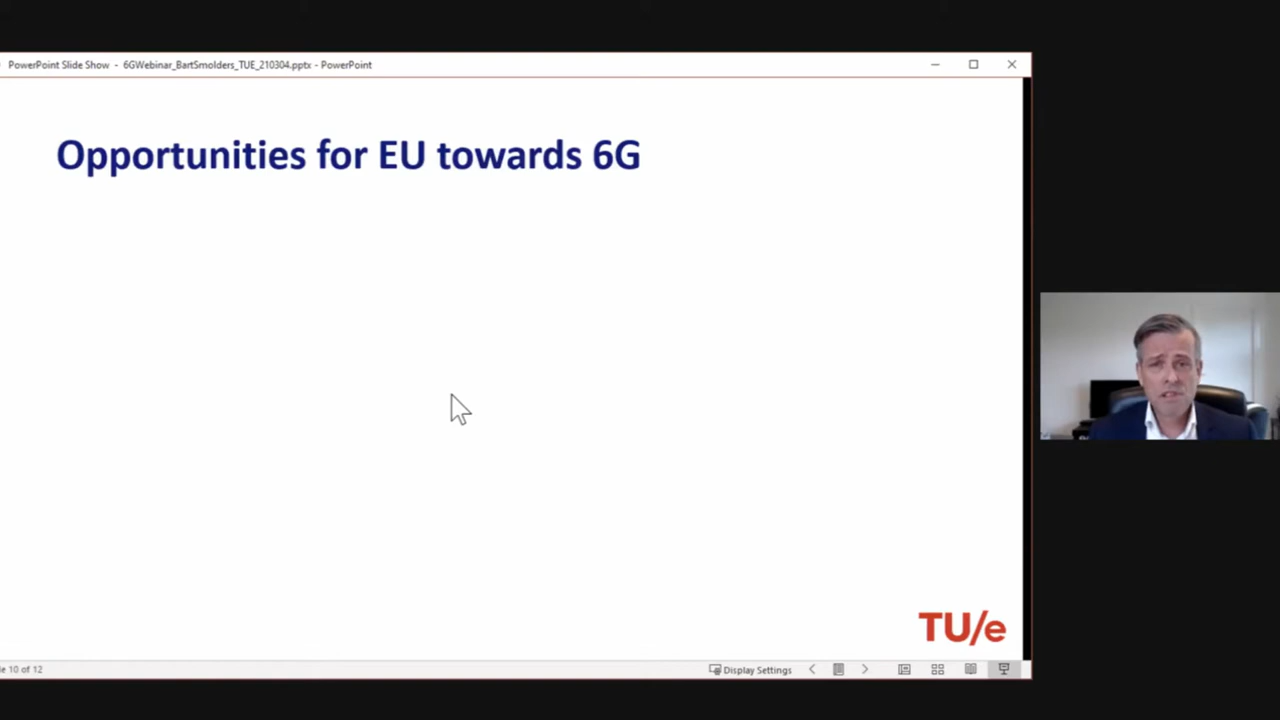 PowerPoint Slide Show - 6GWebinar_BartSmolders_TUE_210304.pptx - PowerPoint
Opportunities for EU towards 6G
TU/e
10 of 12
Display Settings